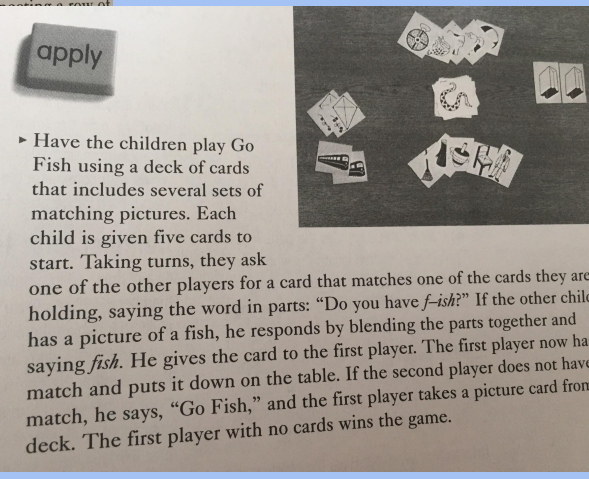 apply
▸ Have the children play Go
Fish using a deck of cards
that includes several sets of
matching pictures. Each
child is given five cards to
start. Taking turns, they ask
one of the other players for a card that matches one of the cards they are
holding, saying the word in parts: “Do you have f–ish?” If the other chil
has a picture of a fish, he responds by blending the parts together and
saying fish. He gives the card to the first player. The first player now ha
match and puts it down on the table. If the second player does not have
match, he says, “Go Fish,” and the first player takes a picture card from
deck. The first player with no cards wins the game.